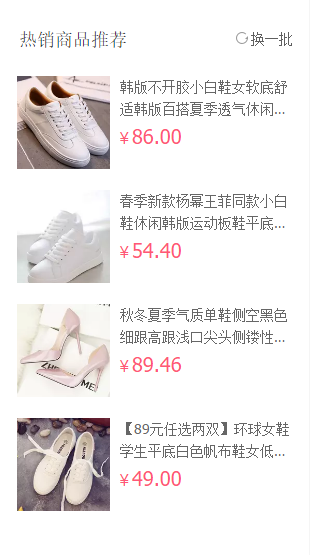 热销商品推荐
换一批
韩版不开胶小白鞋女软底舒
适韩版百搭夏季透气休闲...
¥86.00
春季新款杨幂王菲同款小白
鞋休闲韩版运动板鞋平底...
¥54.40
秋冬夏季气质单鞋侧空黑色
细跟高跟浅口尖头侧镂性...
¥89.46
【89元任选两双】环球女鞋
学生平底白色帆布鞋女低...
¥49.00